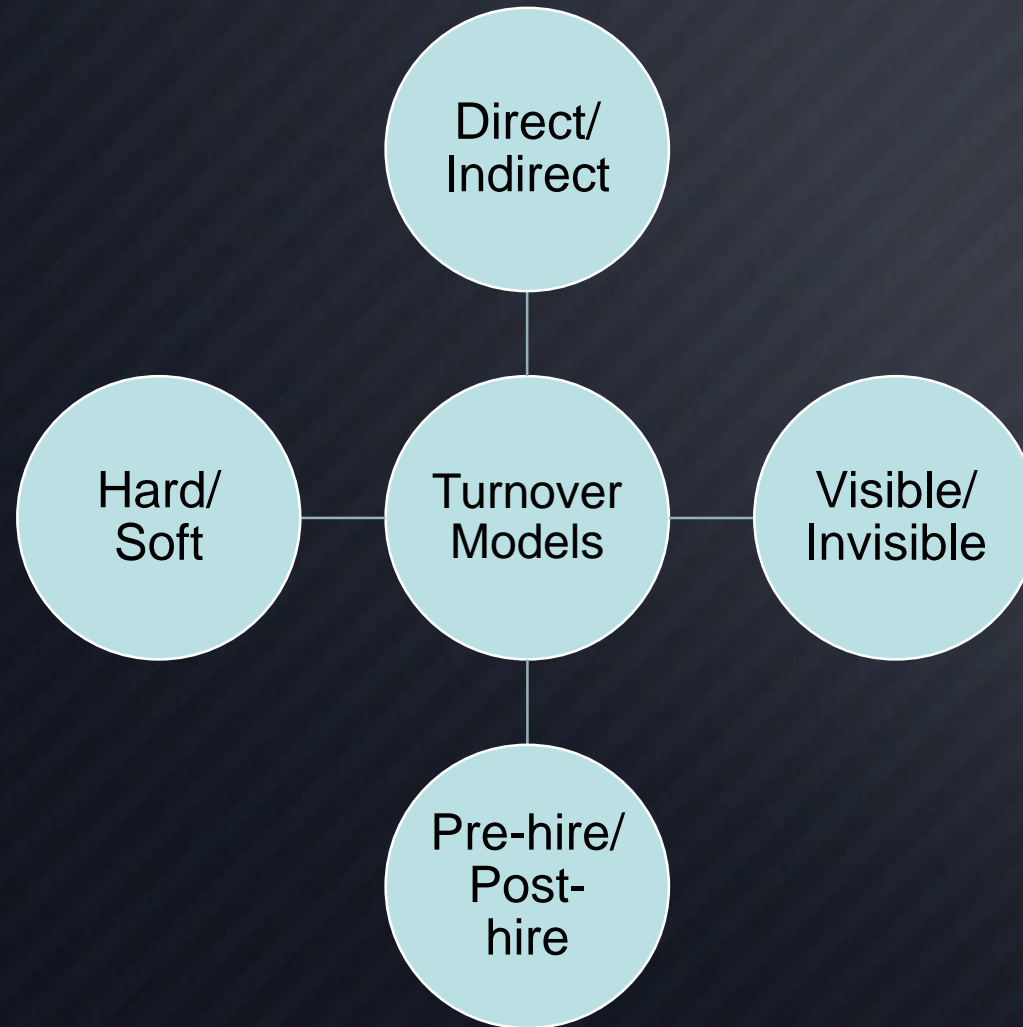 Direct/
Indirect
Hard/
Soft
Turnover
Models
Visible/
Invisible
Pre-hire/
Post-
hire